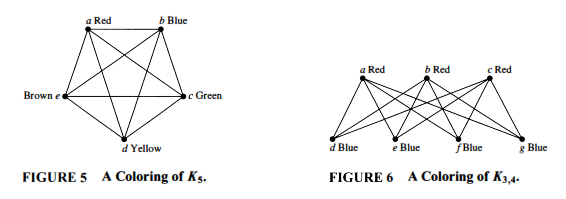 a Red
b Blue
Brown e
c Green
d Yellow
FIGURE 5 A Coloring of K5.
a Red
b Red
c Red
d Blue
e Blue
f Blue
g Blue
FIGURE 6 A Coloring of K3,4.